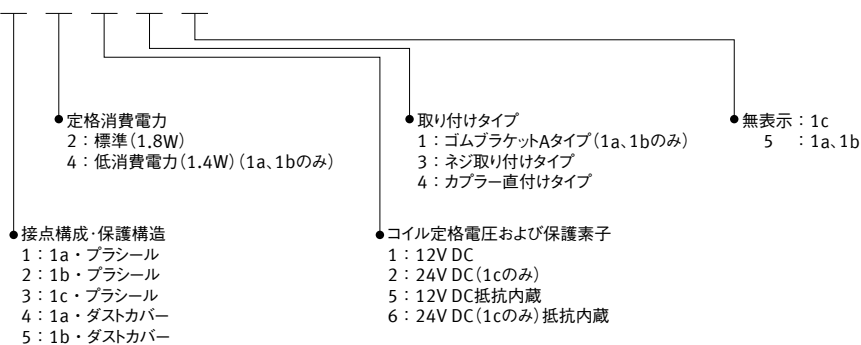 ●定格消費電力
2：標準（1.8W）
4：低消費電力（1.4W）（1a、1bのみ）
●取り付けタイプ
1：ゴムブラケットAタイプ（1a、1bのみ）
3：ネジ取り付けタイプ
4：カプラー直付けタイプ
●無表示：1c
5　：1a、1b
●接点構成・保護構造
1：1a・プラシール
2：1b・プラシール
3：1c・プラシール
4：1a・ダストカバー
5：1b・ダストカバー
●コイル定格電圧および保護素子
1：12V DC
2：24V DC（1cのみ）
5：12V DC抵抗内蔵
6：24V DC（1cのみ）抵抗内蔵